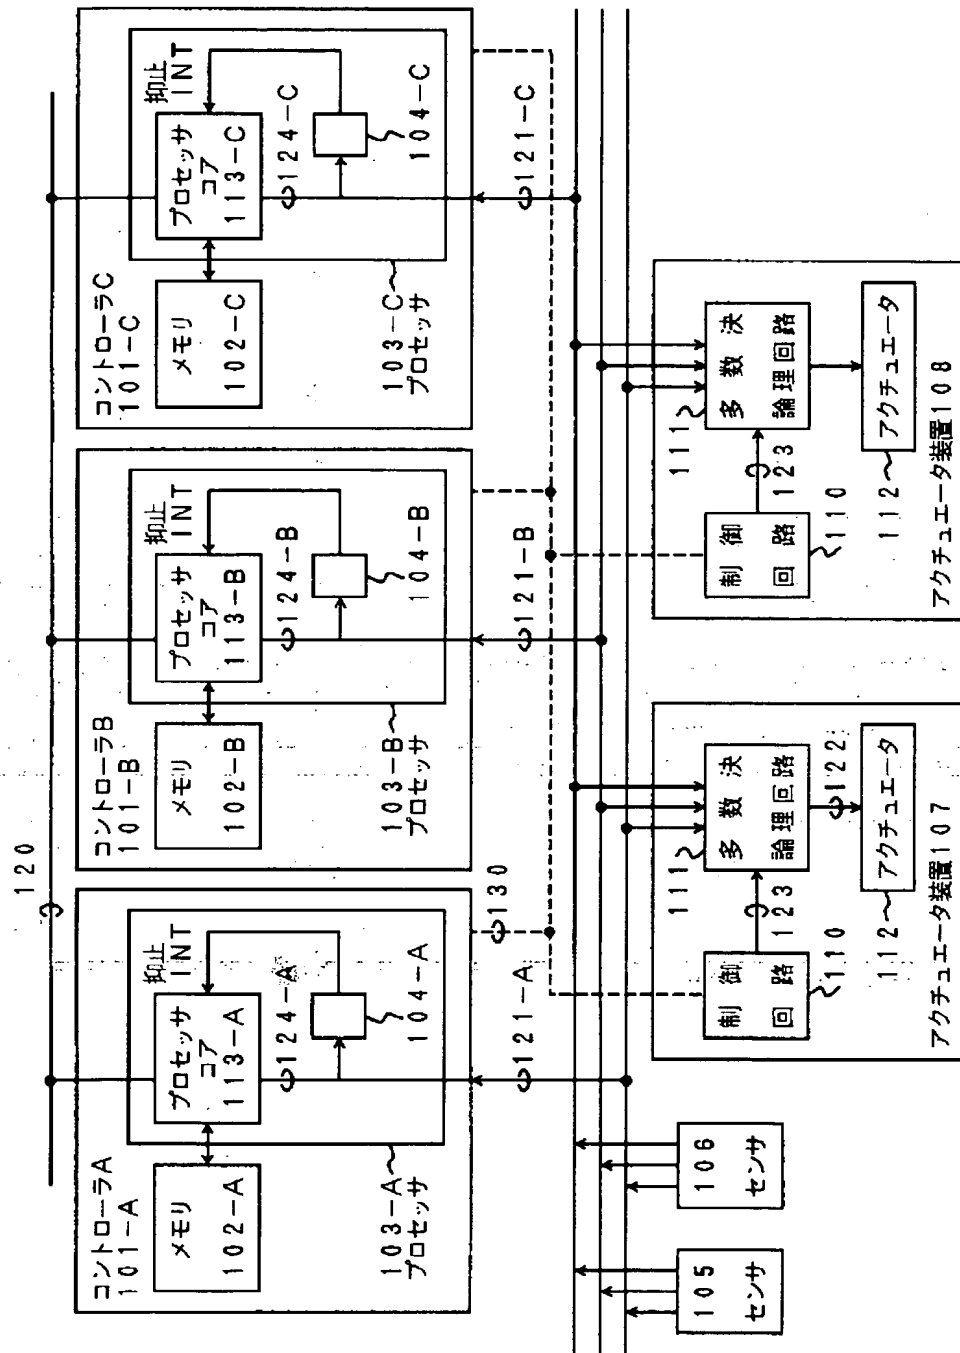 120
コントローラA
101-A
メモリ
102-A
プロセッサ
コア
113-A
抑止
INT
124-A
104-A
103-A
プロセッサ
121-A
130
コントローラB
101-B
メモリ
102-B
プロセッサ
コア
113-B
抑止
INT
124-B
104-B
103-B
プロセッサ
121-B
コントローラC
101-C
メモリ
102-C
プロセッサ
コア
113-C
抑止
INT
124-C
104-C
103-C
プロセッサ
121-C
105
センサ
106
センサ
制御
回路
110
123
111
多数決
論理回路
122
アクチュエータ
112
アクチュエータ装置107
制御
回路
110
123
111
多数決
論理回路
アクチュエータ
112
アクチュエータ装置108